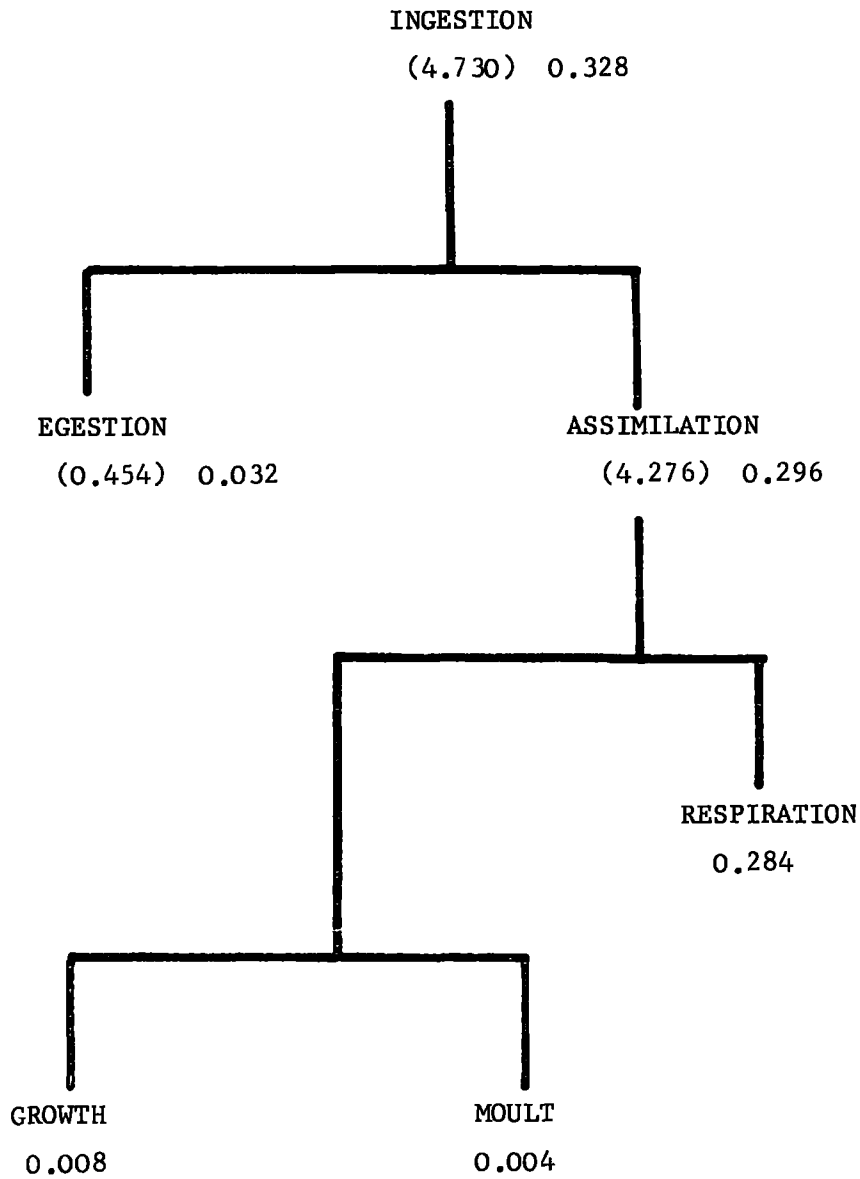 INGESTION
(4.730) 0.328
EGESTION
(0.454) 0.032
ASSIMILATION
(4.276) 0.296
RESPIRATION
0.284
GROWTH
0.008
MOULT
0.004